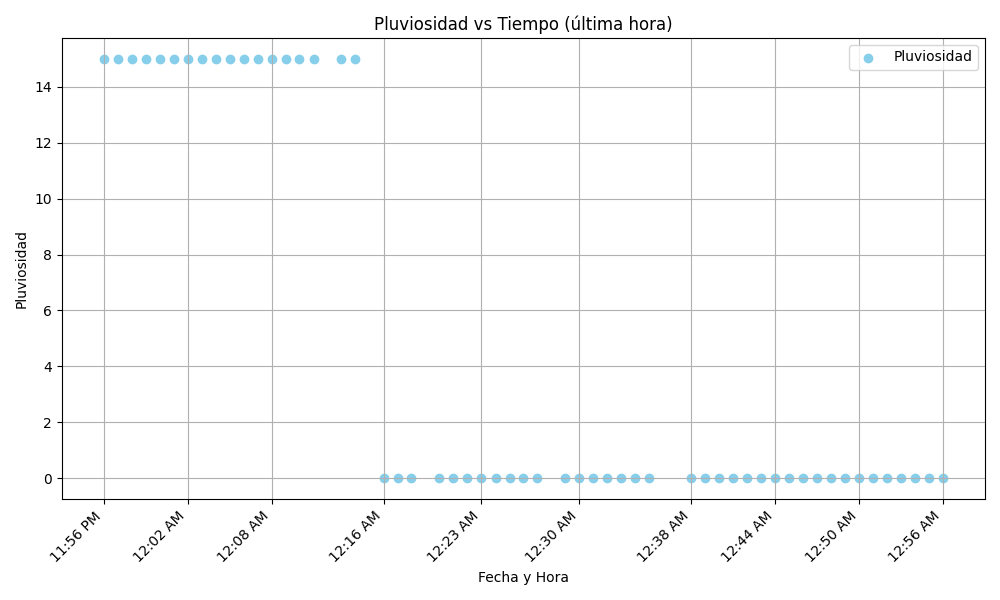 Pluviosidad vs Tiempo (última hora)
Pluviosidad
14
12
10
8
6
4
2
0
Pluviosidad
11:56 PM
12:02 AM
12:08 AM
12:16 AM
12:23 AM
12:30 AM
12:38 AM
12:44 AM
12:50 AM
12:56 AM
Fecha y Hora